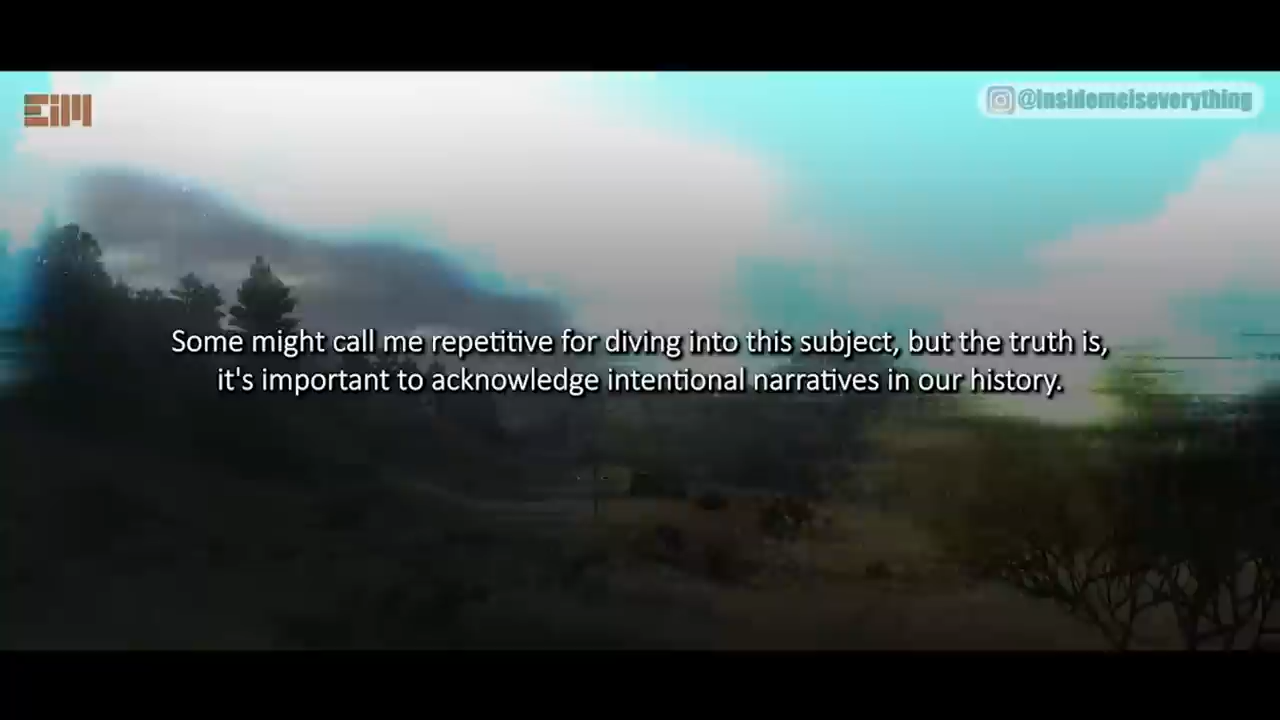 EiM
@insidemeiseverything
Some might call me repetitive for diving into this subject, but the truth is,
it's important to acknowledge intentional narratives in our history.